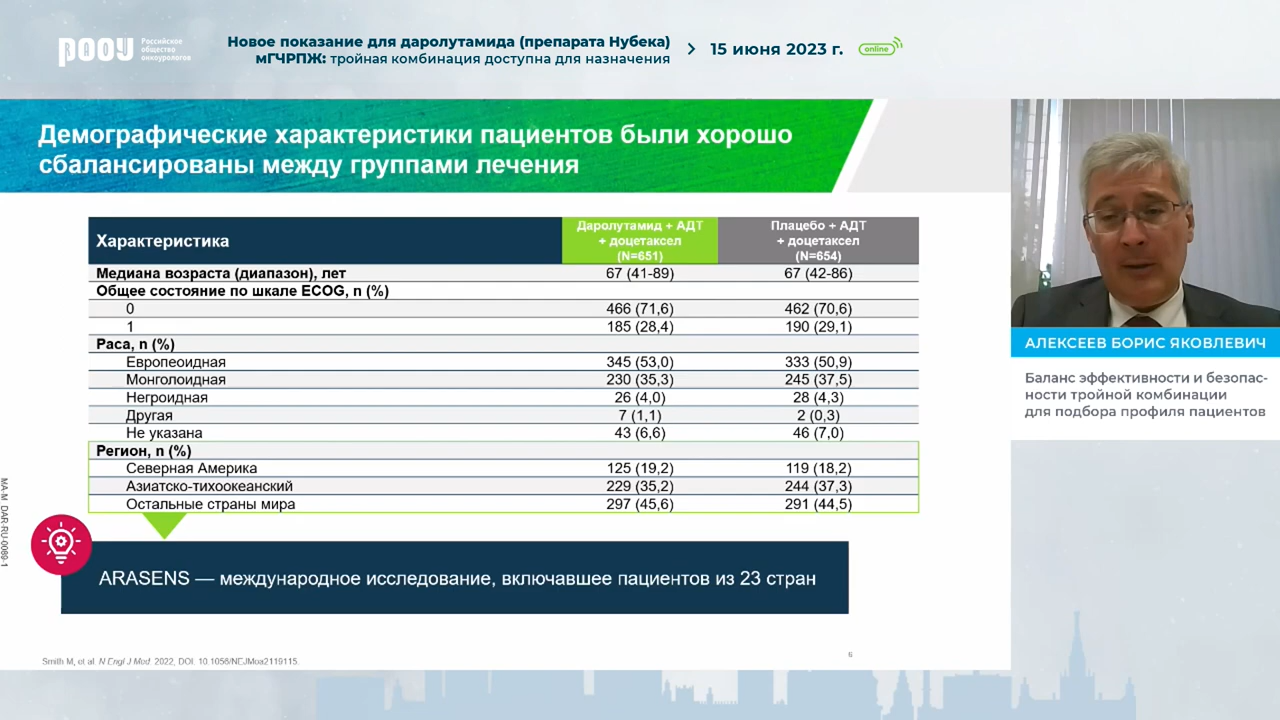 РООУ
Российское
общество
онкоурологов
Новое показание для даролутамида (препарата Нубека)
мГЧРПЖ: тройная комбинация доступна для назначения
15 июня 2023 г.
online
Демографические характеристики пациентов были хорошо
сбалансированы между группами лечения
Характеристика
Даролутамид + АДТ
+ доцетаксел
(N=651)
Плацебо + АДТ
+ доцетаксел
(N=654)
Медиана возраста (диапазон), лет 67 (41-89) 67 (42-86)
Общее состояние по шкале ECOG, n (%)
0 466 (71,6) 462 (70,6)
1 185 (28,4) 190 (29,1)
Раса, n (%)
Европеоидная 345 (53,0) 333 (50,9)
Монголоидная 230 (35,3) 245 (37,5)
Негроидная 26 (4,0) 28 (4,3)
Другая 7 (1,1) 2 (0,3)
Не указана 43 (6,6) 46 (7,0)
Регион, n (%)
Северная Америка 125 (19,2) 119 (18,2)
Азиатско-тихоокеанский 229 (35,2) 244 (37,3)
Остальные страны мира 297 (45,6) 291 (44,5)
ARASENS — международное исследование, включавшее пациентов из 23 стран
Smith M, et al. N Engl J Med. 2022, DOI: 10.1056/NEJMoa2119115.
6
MA-M_DAR-RU-0089-1
АЛЕКСЕЕВ БОРИС ЯКОВЛЕВИЧ
Баланс эффективности и безопас-
ности тройной комбинации
для подбора профиля пациентов